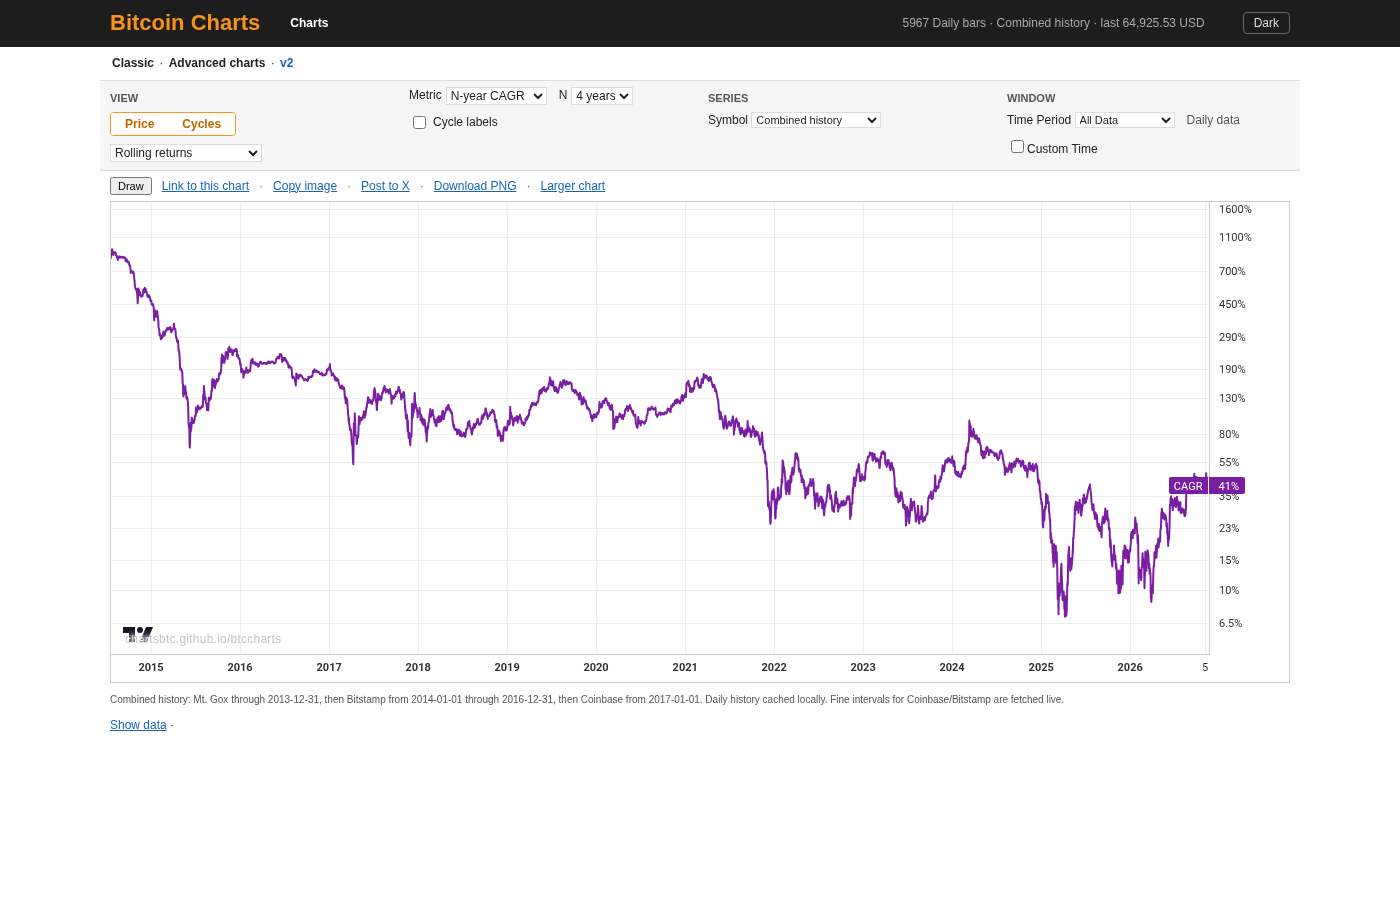 Bitcoin Charts Charts 5967 Daily bars · Combined history · last 64,925.53 USD Dark
Classic · Advanced charts · v2
VIEW
Price Cycles
Rolling returns
Metric N-year CAGR N 4 years
Cycle labels
SERIES
Symbol Combined history
WINDOW
Time Period All Data Daily data
Custom Time
Draw Link to this chart · Copy image · Post to X · Download PNG · Larger chart
1600%
1100%
700%
450%
290%
190%
130%
80%
55%
CAGR 41%
35%
23%
15%
10%
6.5%
chartsbtc.github.io/btccharts
2015 2016 2017 2018 2019 2020 2021 2022 2023 2024 2025 2026 5
Combined history: Mt. Gox through 2013-12-31, then Bitstamp from 2014-01-01 through 2016-12-31, then Coinbase from 2017-01-01. Daily history cached locally. Fine intervals for Coinbase/Bitstamp are fetched live.
Show data ·